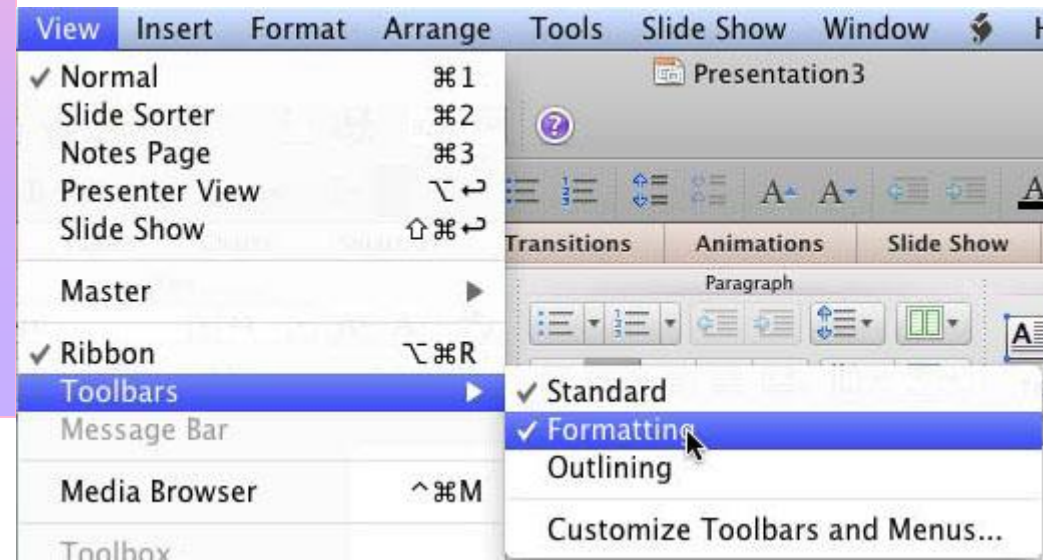 View Insert Format Arrange Tools Slide Show Window
Presentation3
✓ Normal ⌘1
Slide Sorter ⌘2
Notes Page ⌘3
Presenter View ⌥↩
Slide Show ⇧⌘↩
Master
✓ Ribbon ⌥⌘R
Toolbars
Message Bar
Media Browser ^⌘M
Toolbox
Transitions Animations Slide Show
Paragraph
✓ Standard
✓ Formatting
Outlining
Customize Toolbars and Menus...